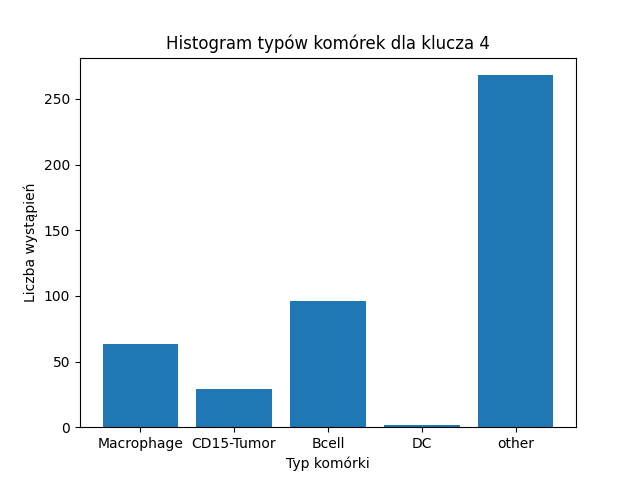 Histogram typów komórek dla klucza 4
Liczba wystąpień
250
200
150
100
50
0
Macrophage CD15-Tumor Bcell DC other
Typ komórki